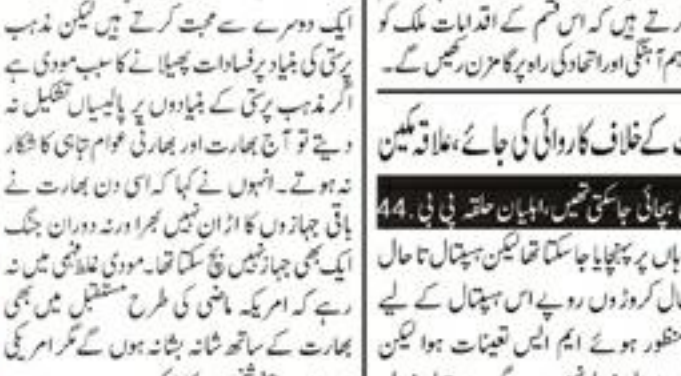 رتے ہیں کہ اس قسم کے اقدامات ملک کو
ہم آہنگی اور اتحاد کی راہ پر گامزن رکھیں گے۔
ت کے خلاف کاروائی کی جائے، علاقہ مکین
بچائی جاسکتی تھیں، اہلیان حلقہ پی بی .44
ہاں پر پہنچایا جا سکتا تھا لیکن ہسپتال تا حال
ال کروڑوں روپے اس ہسپتال کے لیے
منظور ہوئے ایم ایس تعینات ہوا لیکن
ایک دوسرے سے محبت کرتے ہیں لیکن مذہب
پرستی کی بنیاد پر فسادات پھیلانے کا سبب مودی ہے
اگر مذہب پرستی کے بنیادوں پر پالیسیاں تشکیل نہ
دیتے تو آج بھارت اور بھارتی عوام تباہی کا شکار
نہ ہوتے۔ انہوں نے کہا کہ اسی دن بھارت نے
باقی جہازوں کا اڑان نہیں بھرا ورنہ دوران جنگ
ایک بھی جہاز نہیں بچ سکتا تھا۔ مودی غلط فہمی میں نہ
رہے کہ امریکہ ماضی کی طرح مستقبل میں بھی
بھارت کے ساتھ شانہ بشانہ ہوں گے مگر امریکی